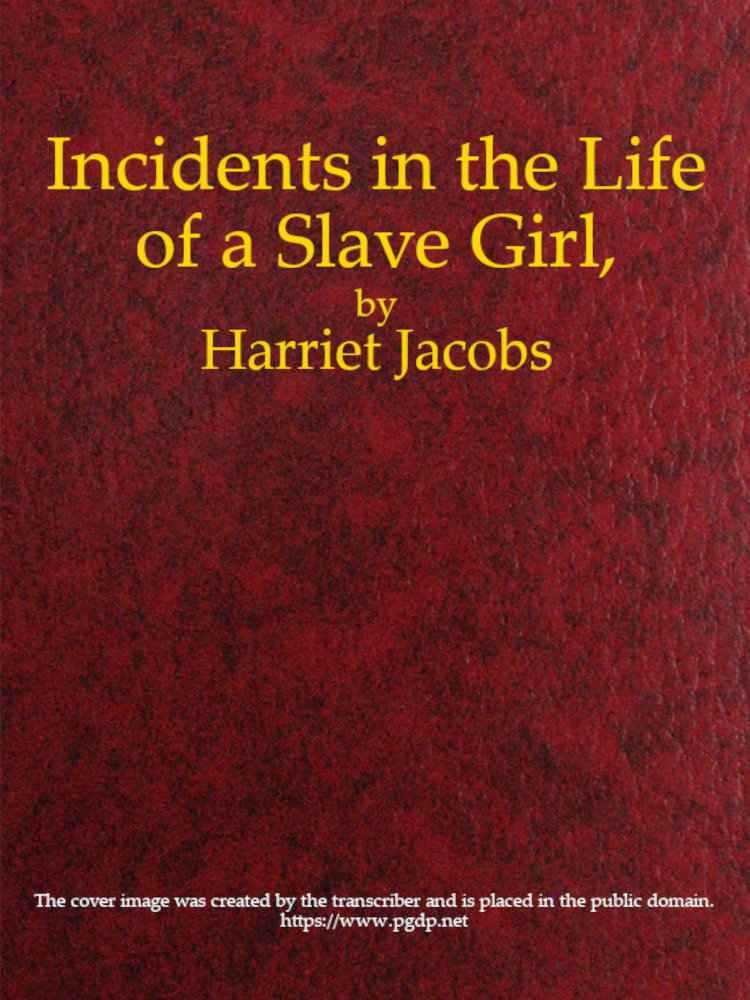 Incidents in the Life
of a Slave Girl,
by
Harriet Jacobs
The cover image was created by the transcriber and is placed in the public domain.
https://www.pgdp.net